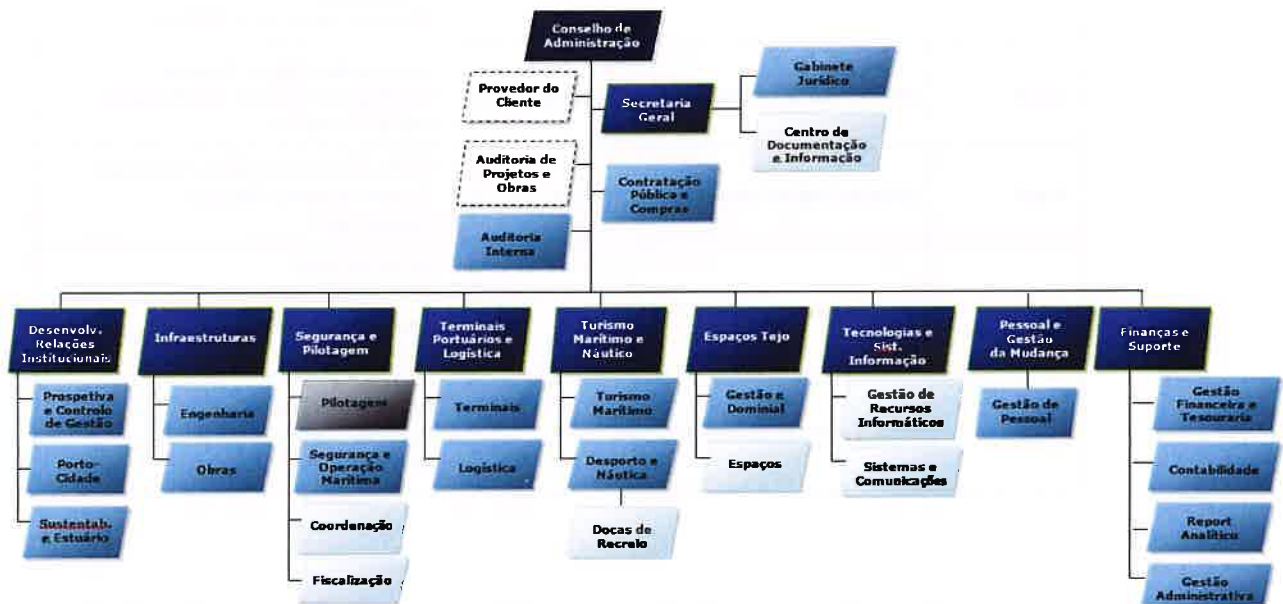 Conselho de
Administração
Provedor do
Cliente
Secretaria
Geral
Gabinete
Jurídico
Centro de
Documentação
e Informação
Auditoria de
Projetos e
Obras
Contratação
Pública e
Compras
Auditoria
Interna
Desenvolv.
Relações
Institucionais
Infraestruturas
Segurança e
Pilotagem
Terminais
Portuários e
Logística
Turismo
Marítimo e
Náutico
Espaços Tejo
Tecnologias e
Sist.
Informação
Pessoal e
Gestão
da Mudança
Finanças e
Suporte
Prospetiva
e Controlo
de Gestão
Porto-
Cidade
Sustentab.
e Estuário
Engenharia
Obras
Pilotagem
Segurança e
Operação
Marítima
Coordenação
Fiscalização
Terminais
Logística
Turismo
Marítimo
Desporto e
Náutica
Docas de
Recreio
Gestão e
Dominial
Espaços
Gestão de
Recursos
Informáticos
Sistemas e
Comunicações
Gestão de
Pessoal
Gestão
Financeira e
Tesouraria
Contabilidade
Report
Analítico
Gestão
Administrativa